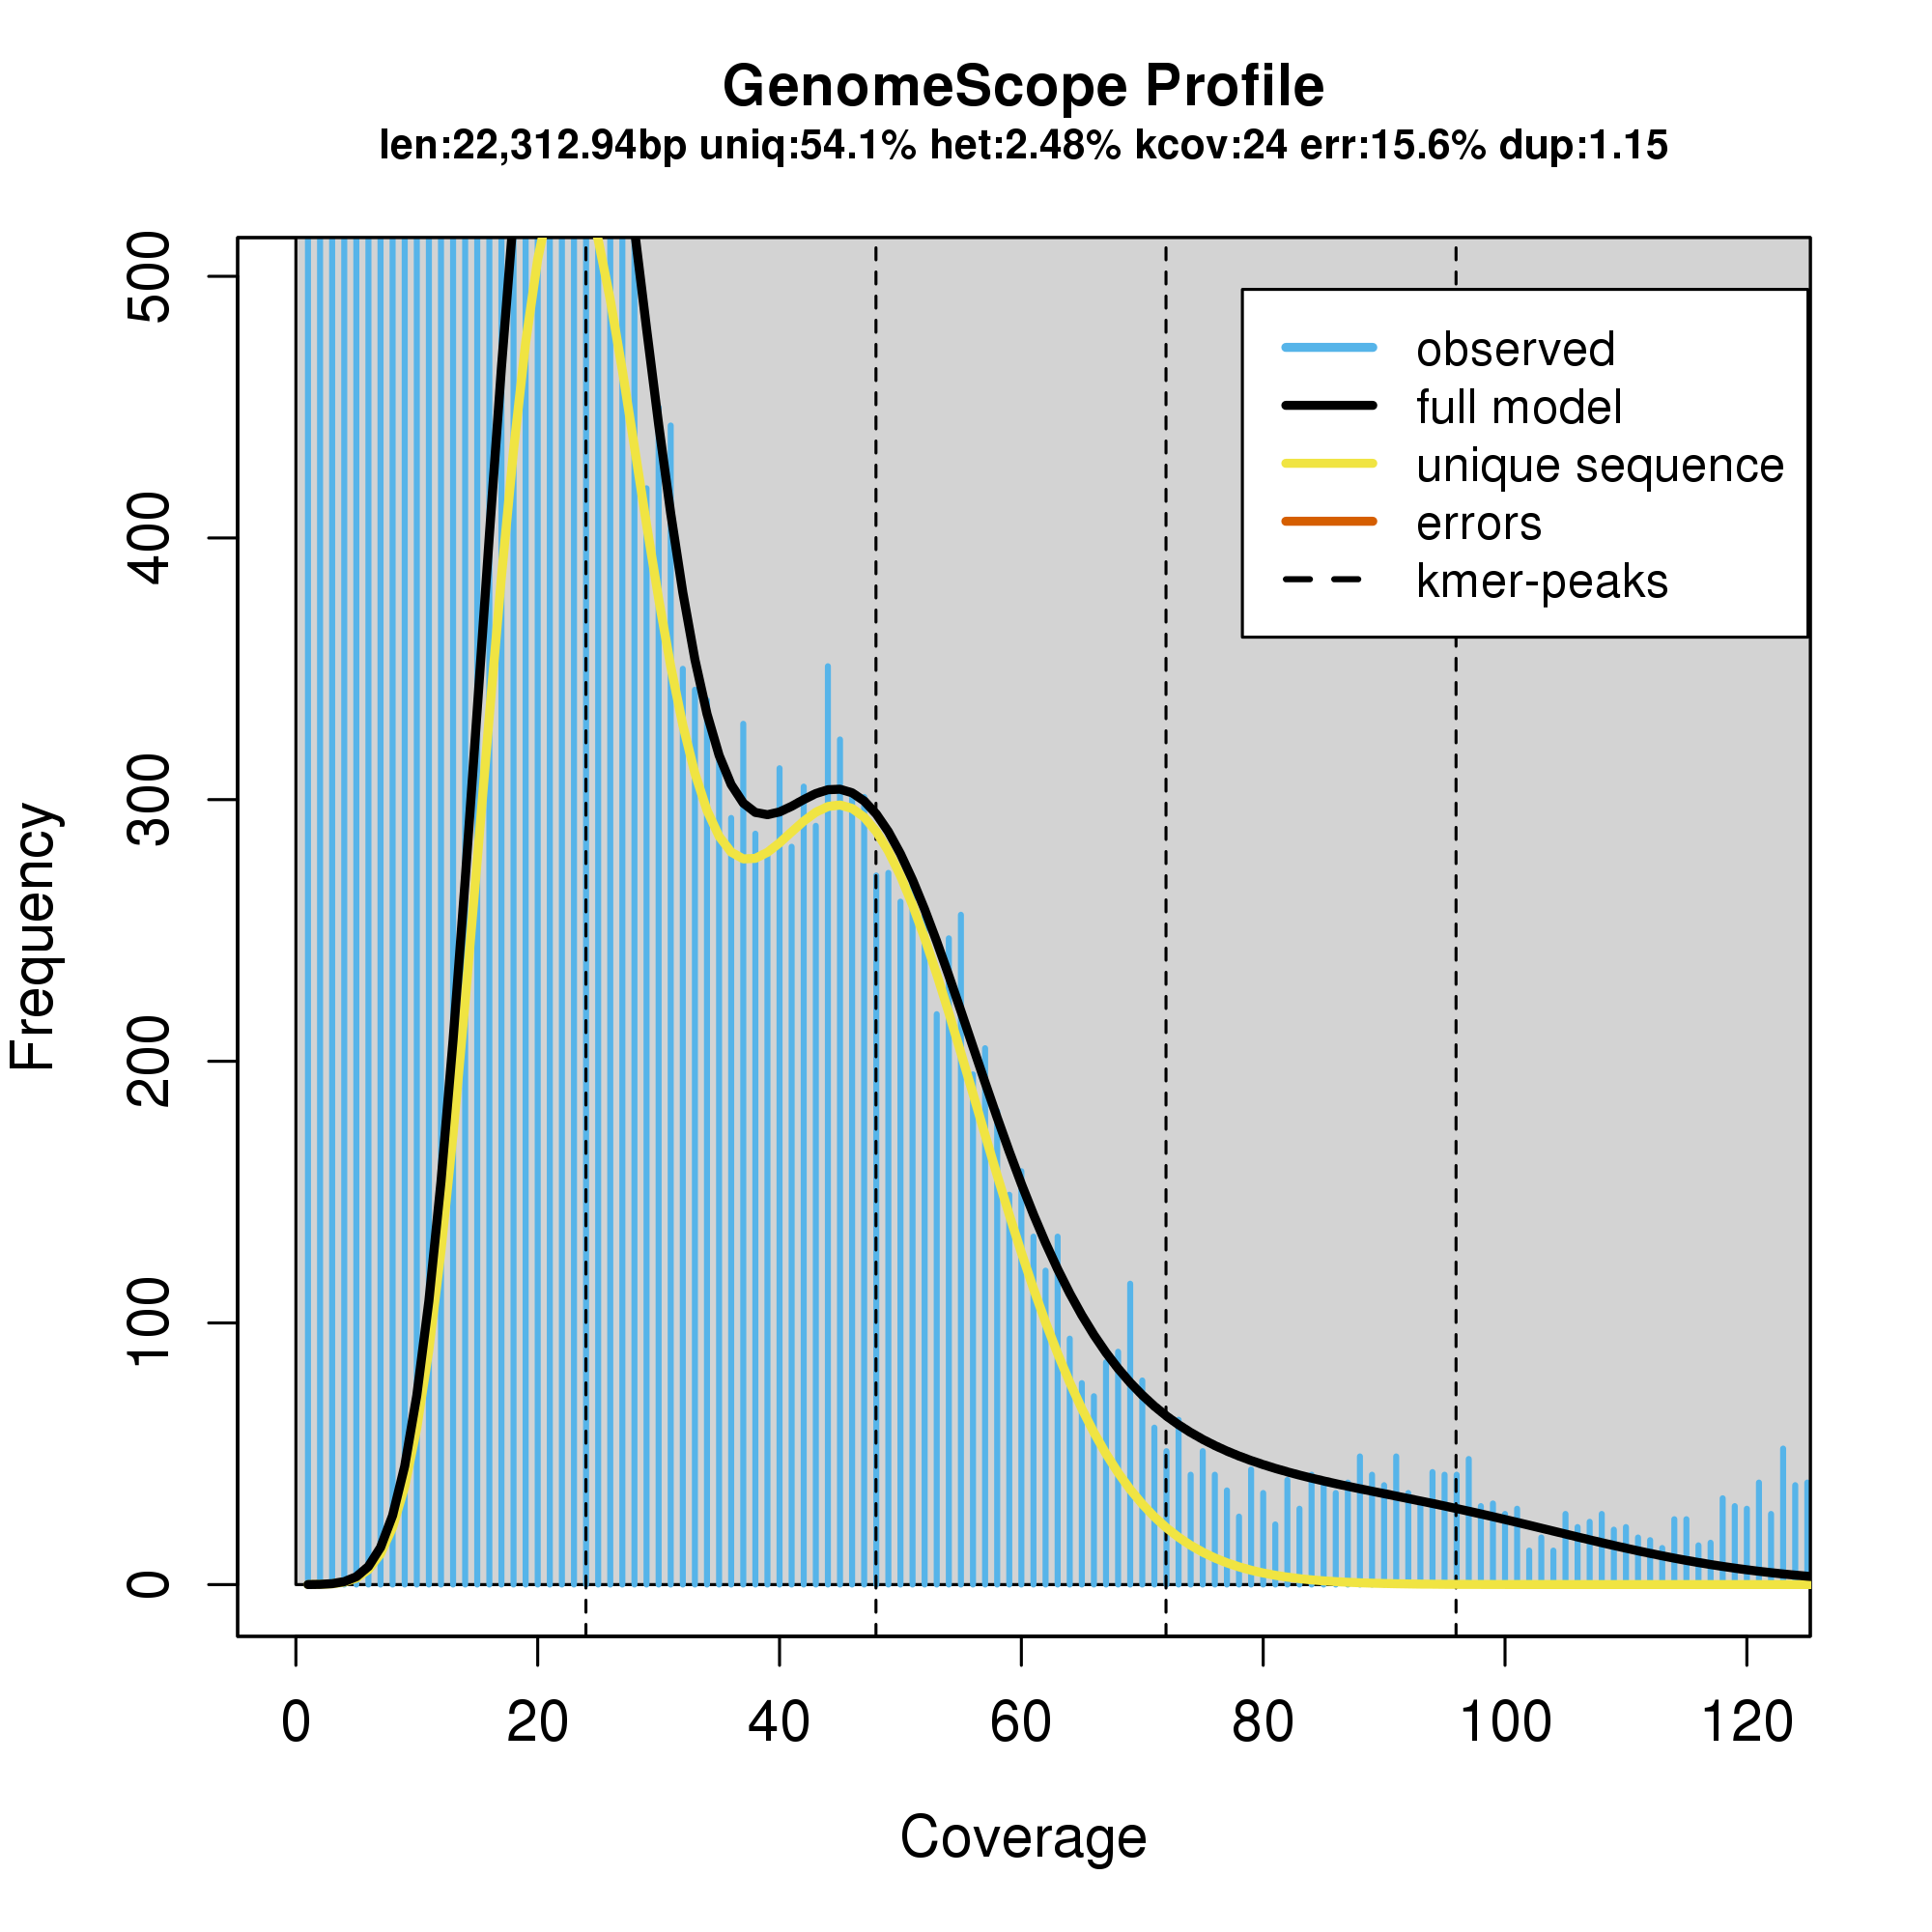 GenomeScope Profile
len:22,312.94bp uniq:54.1% het:2.48% kcov:24 err:15.6% dup:1.15
observed
full model
unique sequence
errors
kmer-peaks
Frequency
500
400
300
200
100
0
0 20 40 60 80 100 120
Coverage